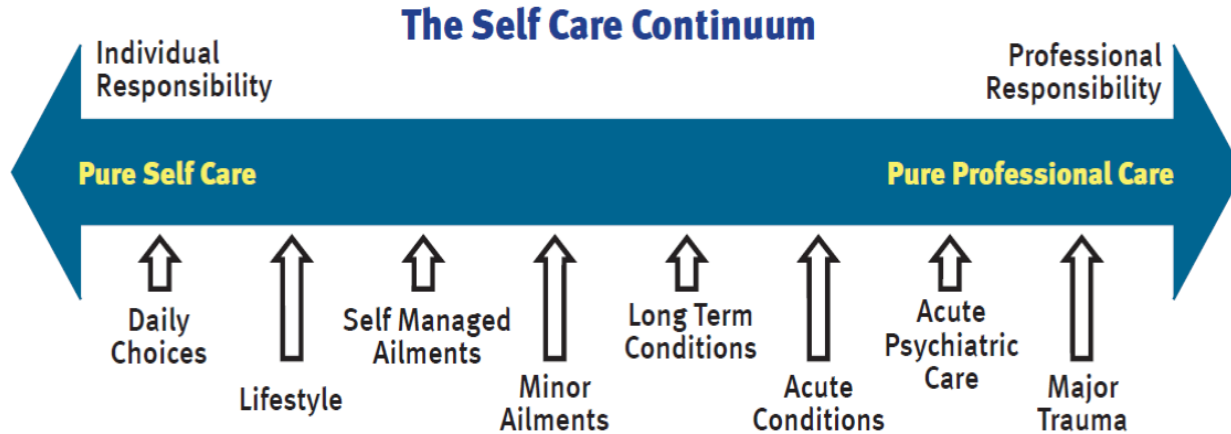 The Self Care Continuum
Individual
Responsibility
Professional
Responsibility
Pure Self Care
Pure Professional Care
Daily
Choices
Lifestyle
Self Managed
Ailments
Minor
Ailments
Long Term
Conditions
Acute
Conditions
Acute
Psychiatric
Care
Major
Trauma